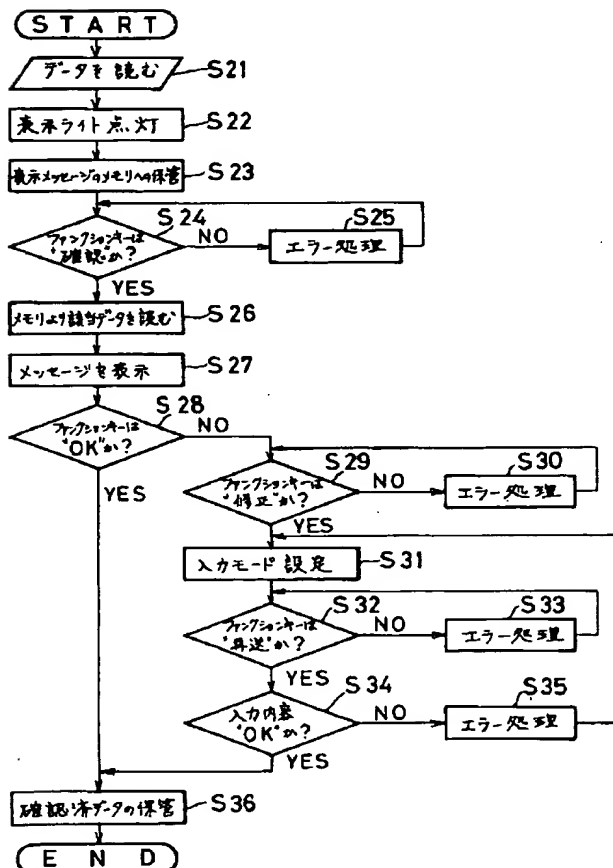 START
データを読む
S21
表示ライト点灯
S22
表示メッセージのメモリへの保管
S23
S24
ファンクションキーは
"確認"か?
NO
S25
エラー処理
YES
メモリより該当データを読む
S26
メッセージを表示
S27
S28
ファンクションキーは
"OK"か?
NO
YES
S29
ファンクションキーは
"修正"か?
NO
S30
エラー処理
YES
入力モード設定
S31
S32
ファンクションキーは
"再送"か?
NO
S33
エラー処理
YES
S34
入力内容
"OK"か?
NO
S35
エラー処理
YES
確認済データの保管
S36
END